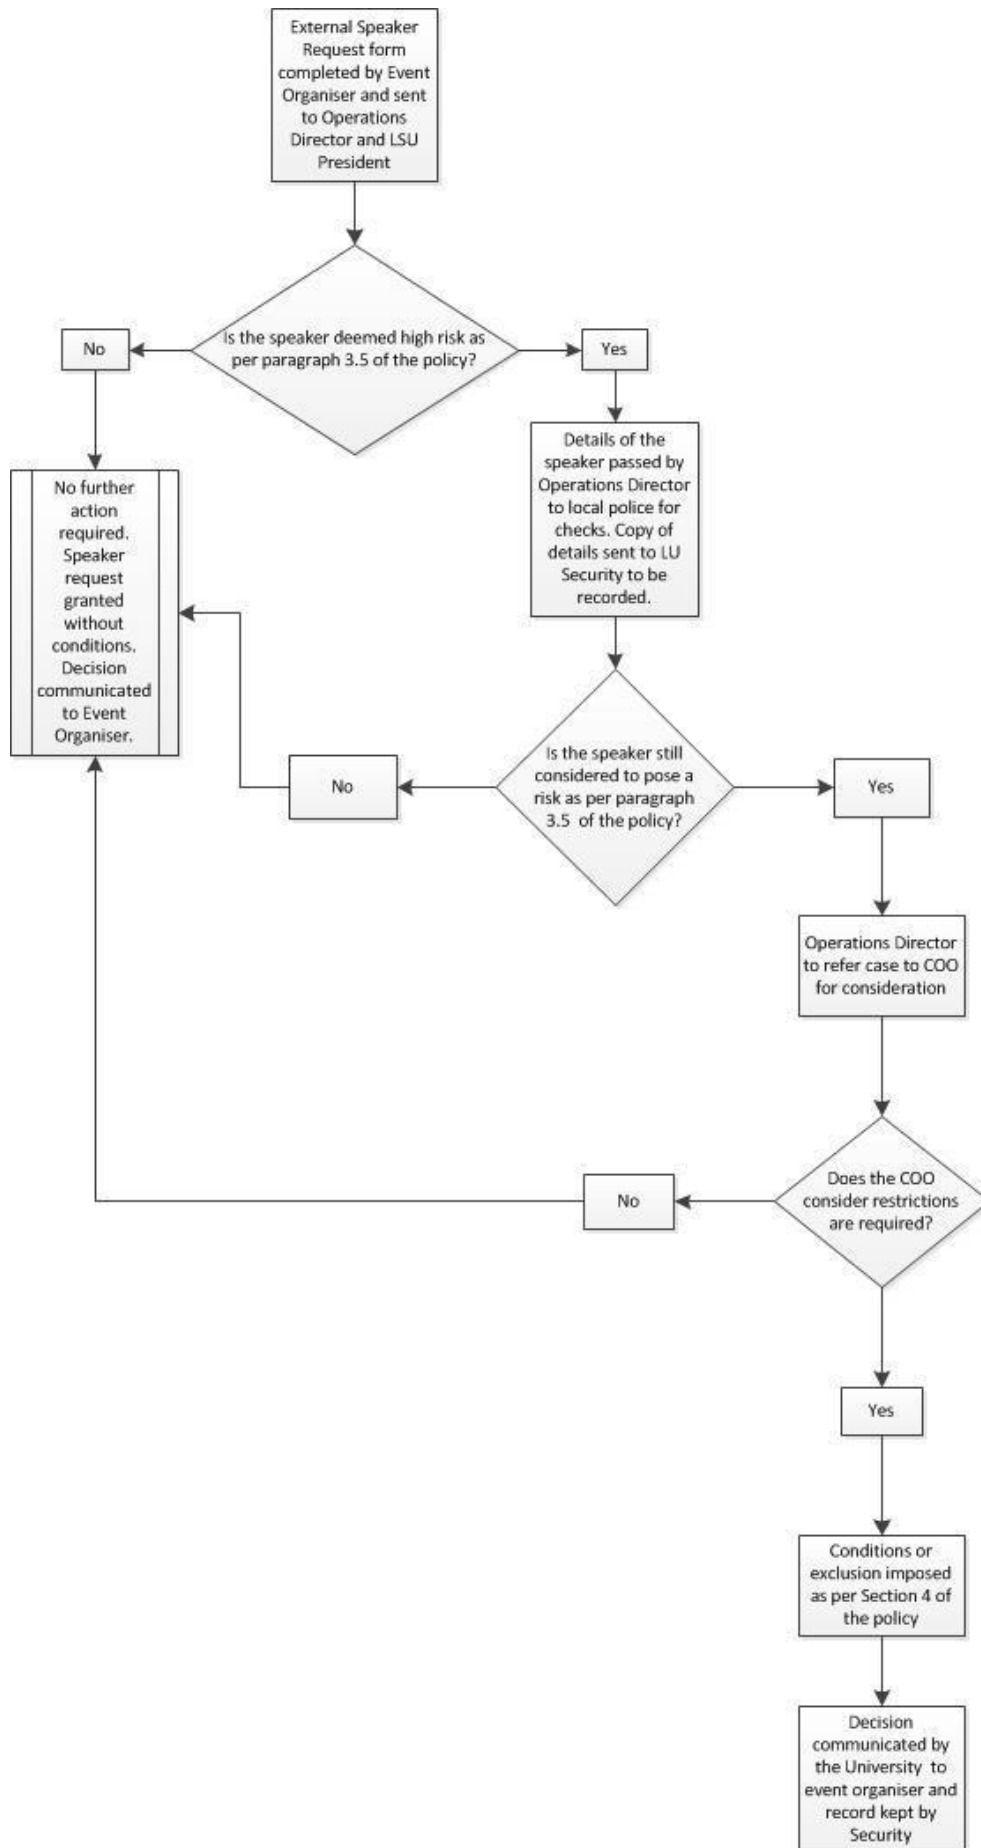 External Speaker
Request form
completed by Event
Organiser and sent
to Operations
Director and LSU
President
Is the speaker deemed high risk as
per paragraph 3.5 of the policy?
No
Yes
No further
action
required.
Speaker
request
granted
without
conditions.
Decision
communicated
to Event
Organiser.
Details of the
speaker passed by
Operations Director
to local police for
checks. Copy of
details sent to LU
Security to be
recorded.
Is the speaker still
considered to pose a
risk as per paragraph
3.5 of the policy?
No
Yes
Operations Director
to refer case to COO
for consideration
Does the COO
consider restrictions
are required?
No
Yes
Conditions or
exclusion imposed
as per Section 4 of
the policy
Decision
communicated by
the University to
event organiser and
record kept by
Security